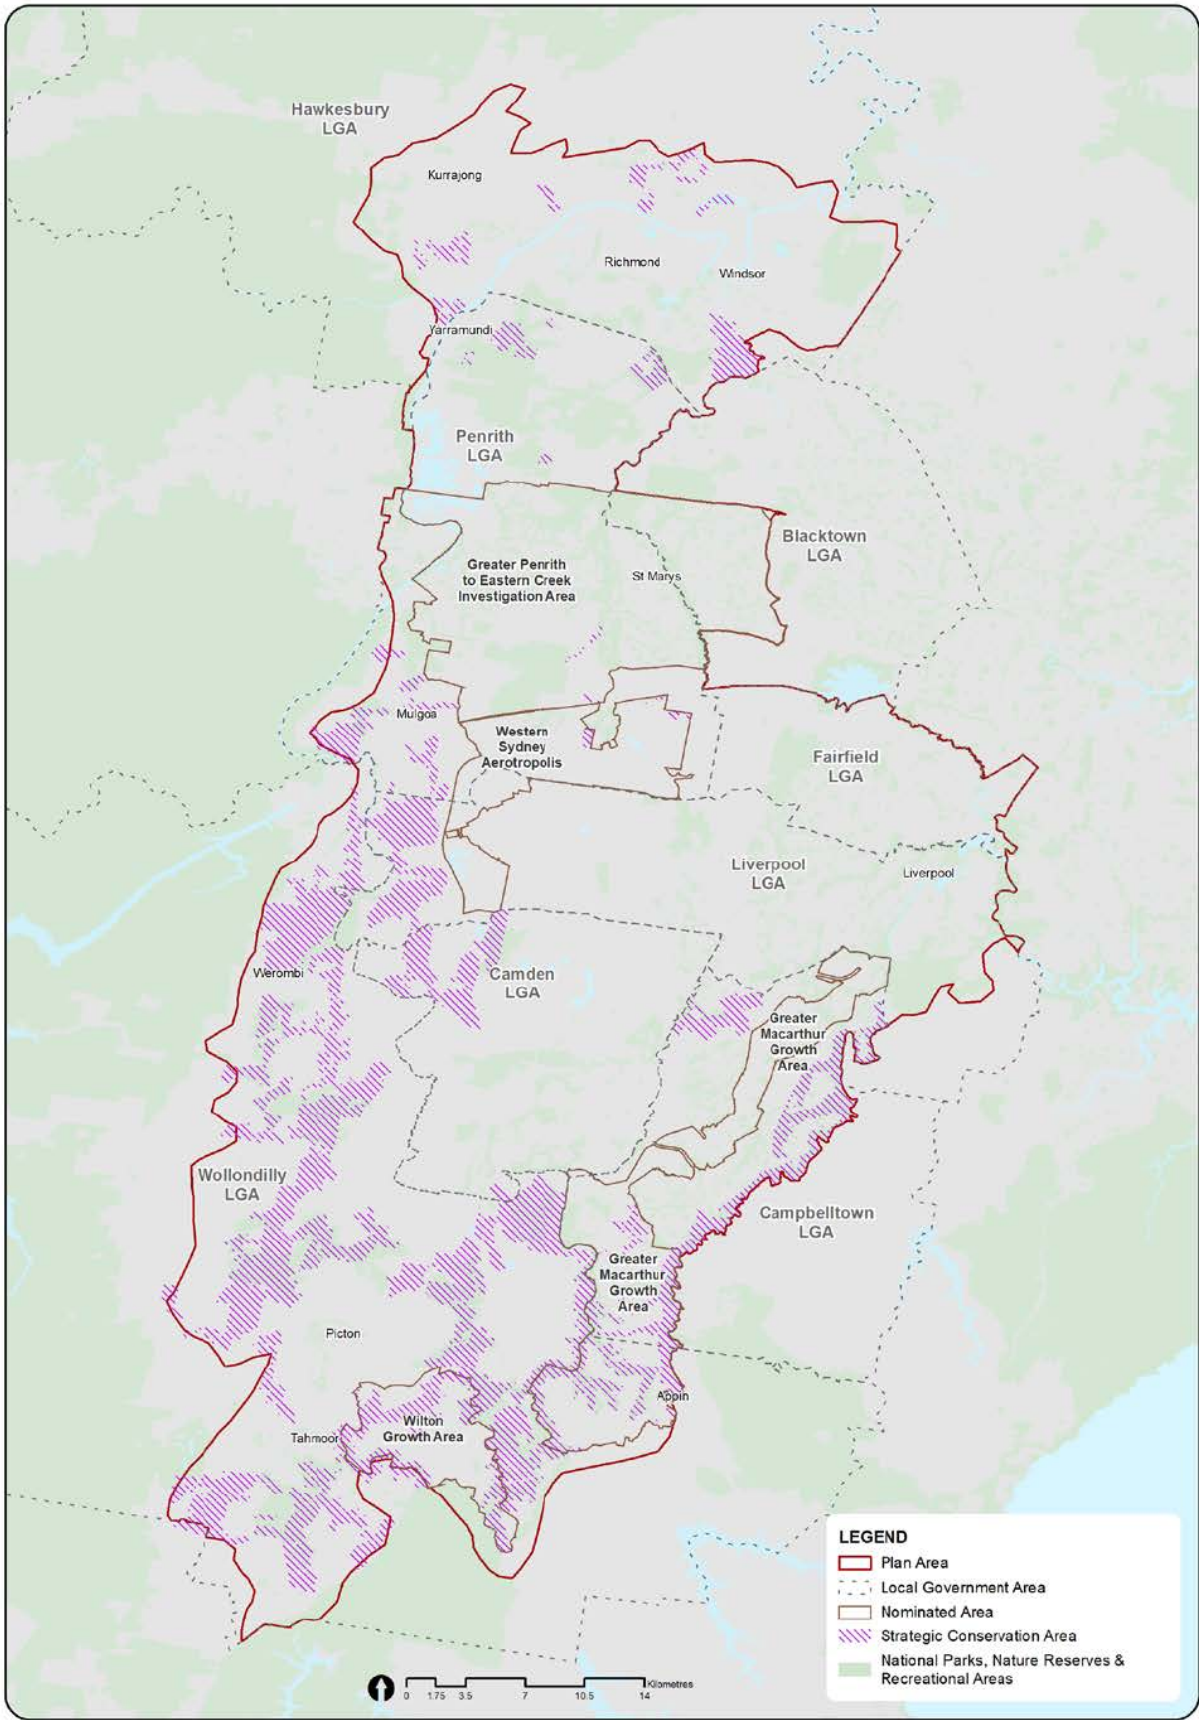 Hawkesbury
LGA
Kurrajong
Richmond
Windsor
Yarramundi
Penrith
LGA
Blacktown
LGA
Greater Penrith
to Eastern Creek
Investigation Area
St Marys
Mulgoa
Western
Sydney
Aerotropolis
Fairfield
LGA
Liverpool
LGA
Liverpool
Werombi
Camden
LGA
Greater
Macarthur
Growth
Area
Wollondilly
LGA
Campbelltown
LGA
Greater
Macarthur
Growth
Area
Picton
Appin
Wilton
Growth Area
Tahmoor
LEGEND
Plan Area
Local Government Area
Nominated Area
Strategic Conservation Area
National Parks, Nature Reserves &
Recreational Areas
Kilometres
0 1.75 3.5 7 10.5 14